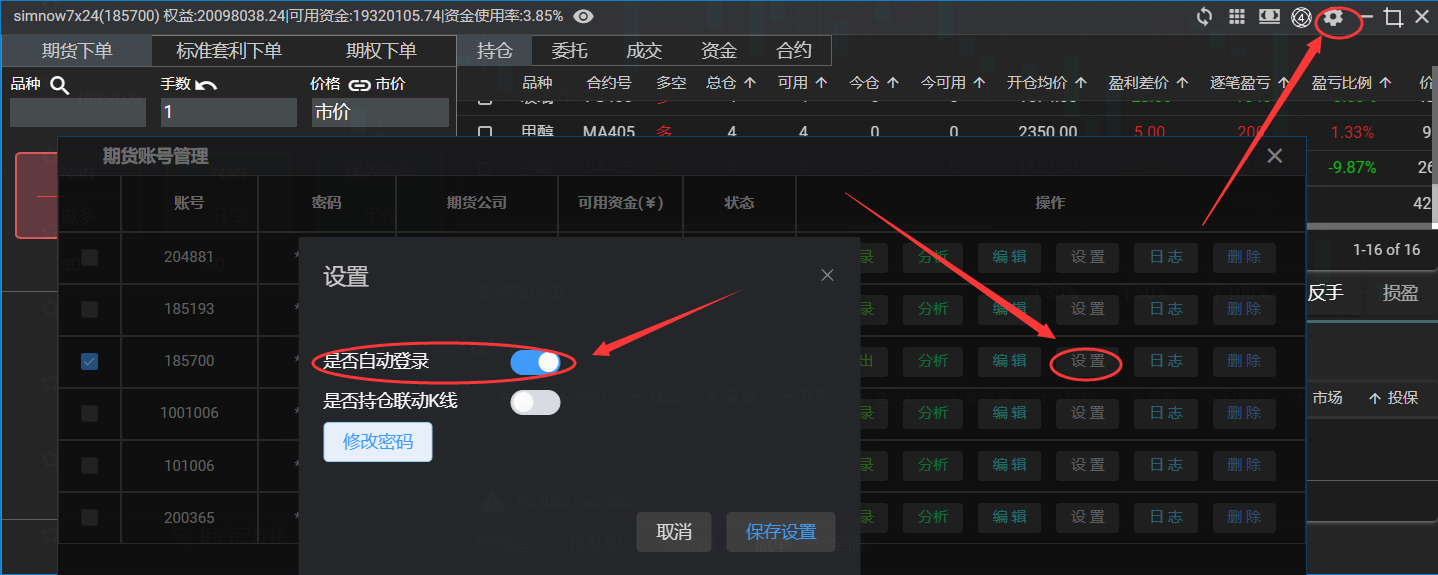 simnow7x24(185700) 权益:20098038.24|可用资金:19320105.74|资金使用率:3.85%
4
期货下单 标准套利下单 期权下单 持仓 委托 成交 资金 合约
品种 手数 价格 市价
1 市价
品种 合约号 多空 总仓 可用 今仓 今可用 开仓均价 盈利差价 逐笔盈亏 盈亏比例 价
甲醇 MA405 多 4 4 0 0 2350.00 5.00 200 1.33% 9
-9.87% 26
42
1-16 of 16
反手 损盈
市场 投保
期货账号管理
账号 密码 期货公司 可用资金(¥) 状态 操作
204881 * 录 分析 编辑 设置 日志 删除
185193 录 分析 编辑 设置 日志 删除
185700 * 出 分析 编辑 设置 日志 删除
1001006 * 录 分析 编辑 设置 日志 删除
101006 * 录 分析 编辑 设置 日志 删除
200365 * 录 分析 编辑 设置 日志 删除
设置
是否自动登录
是否持仓联动K线
修改密码
取消 保存设置